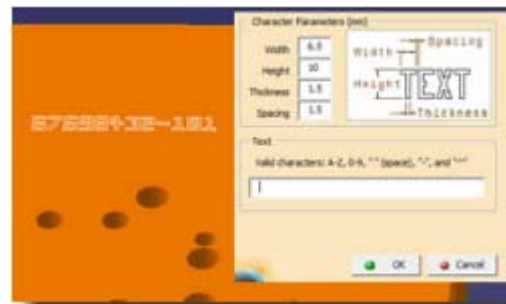 Character Parameters [mm]
Width 6.5
Height 10
Thickness 1.5
Spacing 1.5
Width
Spacing
Height
TEXT
Thickness
Text
Valid characters: A-Z, 0-9, " " (space), "-", and
OK
Cancel